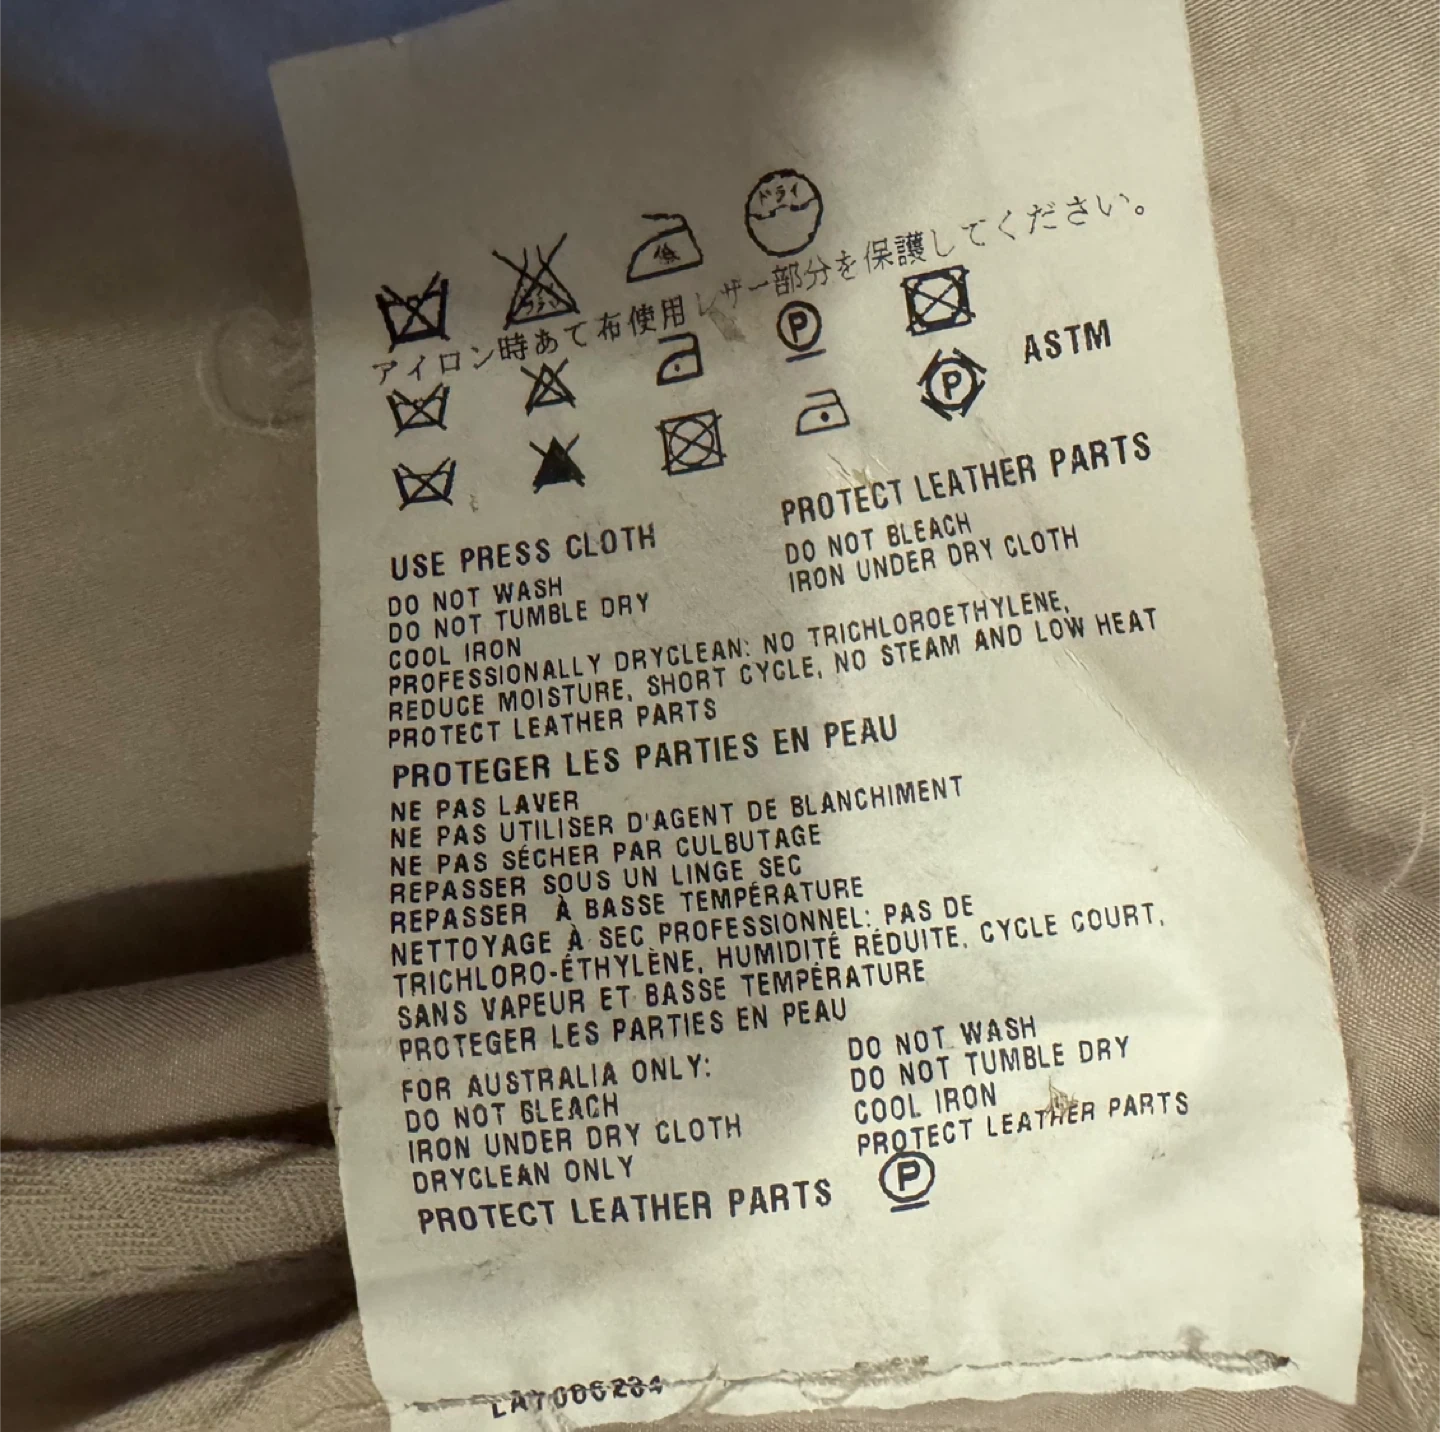 ドライ
アイロン時あて布使用 レザー部分を保護してください。
P
ASTM
P
USE PRESS CLOTH
PROTECT LEATHER PARTS
DO NOT WASH
DO NOT BLEACH
DO NOT TUMBLE DRY
IRON UNDER DRY CLOTH
COOL IRON
PROFESSIONALLY DRYCLEAN: NO TRICHLOROETHYLENE,
REDUCE MOISTURE, SHORT CYCLE, NO STEAM AND LOW HEAT
PROTECT LEATHER PARTS
PROTEGER LES PARTIES EN PEAU
NE PAS LAVER
NE PAS UTILISER D'AGENT DE BLANCHIMENT
NE PAS SÉCHER PAR CULBUTAGE
REPASSER SOUS UN LINGE SEC
REPASSER À BASSE TEMPÉRATURE
NETTOYAGE À SEC PROFESSIONNEL: PAS DE
TRICHLORO-ÉTHYLÈNE, HUMIDITÉ RÉDUITE, CYCLE COURT,
SANS VAPEUR ET BASSE TEMPÉRATURE
PROTEGER LES PARTIES EN PEAU
FOR AUSTRALIA ONLY:
DO NOT WASH
DO NOT BLEACH
DO NOT TUMBLE DRY
IRON UNDER DRY CLOTH
COOL IRON
DRYCLEAN ONLY
PROTECT LEATHER PARTS
PROTECT LEATHER PARTS
P